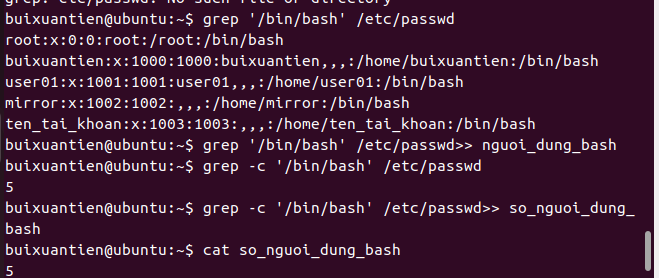 grep: etc/passwd: No such file or directory
buixuantien@ubuntu:~$ grep '/bin/bash' /etc/passwd
root:x:0:0:root:/root:/bin/bash
buixuantien:x:1000:1000:buixuantien,,,:/home/buixuantien:/bin/bash
user01:x:1001:1001:user01,,,:/home/user01:/bin/bash
mirror:x:1002:1002:,,,:/home/mirror:/bin/bash
ten_tai_khoan:x:1003:1003:,,,:/home/ten_tai_khoan:/bin/bash
buixuantien@ubuntu:~$ grep '/bin/bash' /etc/passwd>> nguoi_dung_bash
buixuantien@ubuntu:~$ grep -c '/bin/bash' /etc/passwd
5
buixuantien@ubuntu:~$ grep -c '/bin/bash' /etc/passwd>> so_nguoi_dung_
bash
buixuantien@ubuntu:~$ cat so_nguoi_dung_bash
5